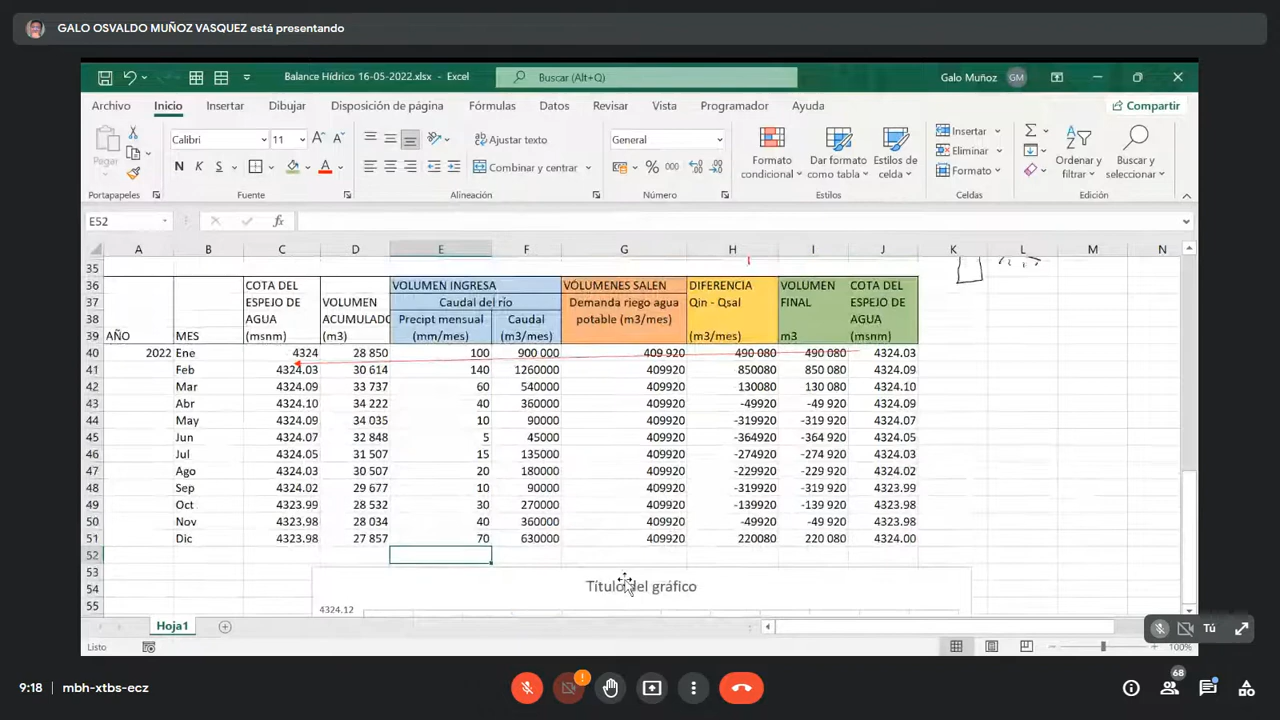 GALO OSVALDO MUÑOZ VASQUEZ está presentando
Balance Hídrico 16-05-2022.xlsx - Excel
Buscar (Alt+Q)
Galo Muñoz GM
Archivo Inicio Insertar Dibujar Disposición de página Fórmulas Datos Revisar Vista Programador Ayuda Compartir
Pegar
Calibri 11
N K S
Ajustar texto
Combinar y centrar
General
% 000
Formato condicional
Dar formato como tabla
Estilos de celda
Insertar
Eliminar
Formato
Ordenar y filtrar
Buscar y seleccionar
Portapapeles Fuente Alineación Número Estilos Celdas Edición
E52 fx
A B C D E F G H I J K L M N
35
36 COTA DEL VOLUMEN INGRESA VOLUMENES SALEN DIFERENCIA VOLUMEN COTA DEL
37 ESPEJO DE VOLUMEN Caudal del rio Demanda riego agua Qin - Qsal FINAL ESPEJO DE
38 AGUA ACUMULADO Precipt mensual Caudal potable (m3/mes) AGUA
39 AÑO MES (msnm) (m3) (mm/mes) (m3/mes) (m3/mes) m3 (msnm)
40 2022 Ene 4324 28 850 100 900 000 409 920 490 080 490 080 4324.03
41 Feb 4324.03 30 614 140 1260000 409920 850080 850 080 4324.09
42 Mar 4324.09 33 737 60 540000 409920 130080 130 080 4324.10
43 Abr 4324.10 34 222 40 360000 409920 -49920 -49 920 4324.09
44 May 4324.09 34 035 10 90000 409920 -319920 -319 920 4324.07
45 Jun 4324.07 32 848 5 45000 409920 -364920 -364 920 4324.05
46 Jul 4324.05 31 507 15 135000 409920 -274920 -274 920 4324.03
47 Ago 4324.03 30 507 20 180000 409920 -229920 -229 920 4324.02
48 Sep 4324.02 29 677 10 90000 409920 -319920 -319 920 4323.99
49 Oct 4323.99 28 532 30 270000 409920 -139920 -139 920 4323.98
50 Nov 4323.98 28 034 40 360000 409920 -49920 -49 920 4323.98
51 Dic 4323.98 27 857 70 630000 409920 220080 220 080 4324.00
52
53
54 Título del gráfico
55 4324.12
Hoja1
Tú
Listo 100%
9:18 mbh-xtbs-ecz
68